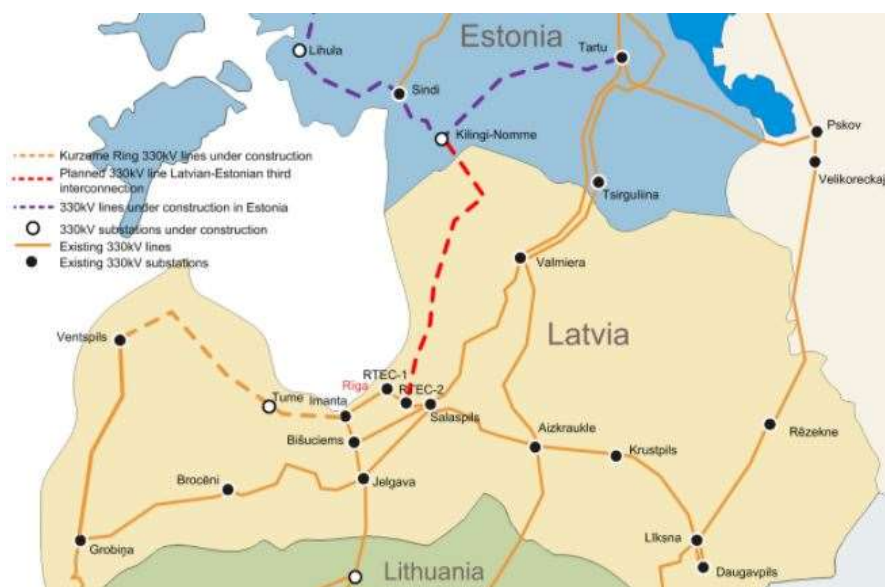 Estonia
Lihula
Tartu
Sindi
Kilingi-Nomme
Pskov
Velikoreckaj
Kurzeme Ring 330kV lines under construction
Planned 330kV line Latvian-Estonian third
interconnection
330kV lines under construction in Estonia
330kV substations under construction
Existing 330kV lines
Existing 330kV substations
Tsirguliina
Valmiera
Latvia
Ventspils
RTEC-1
Rīga
RTEC-2
Tume
Imanta
Salaspils
Bišuciems
Aizkraukle
Krustpils
Rēzekne
Brocēni
Jelgava
Grobiņa
Līksna
Daugavpils
Lithuania